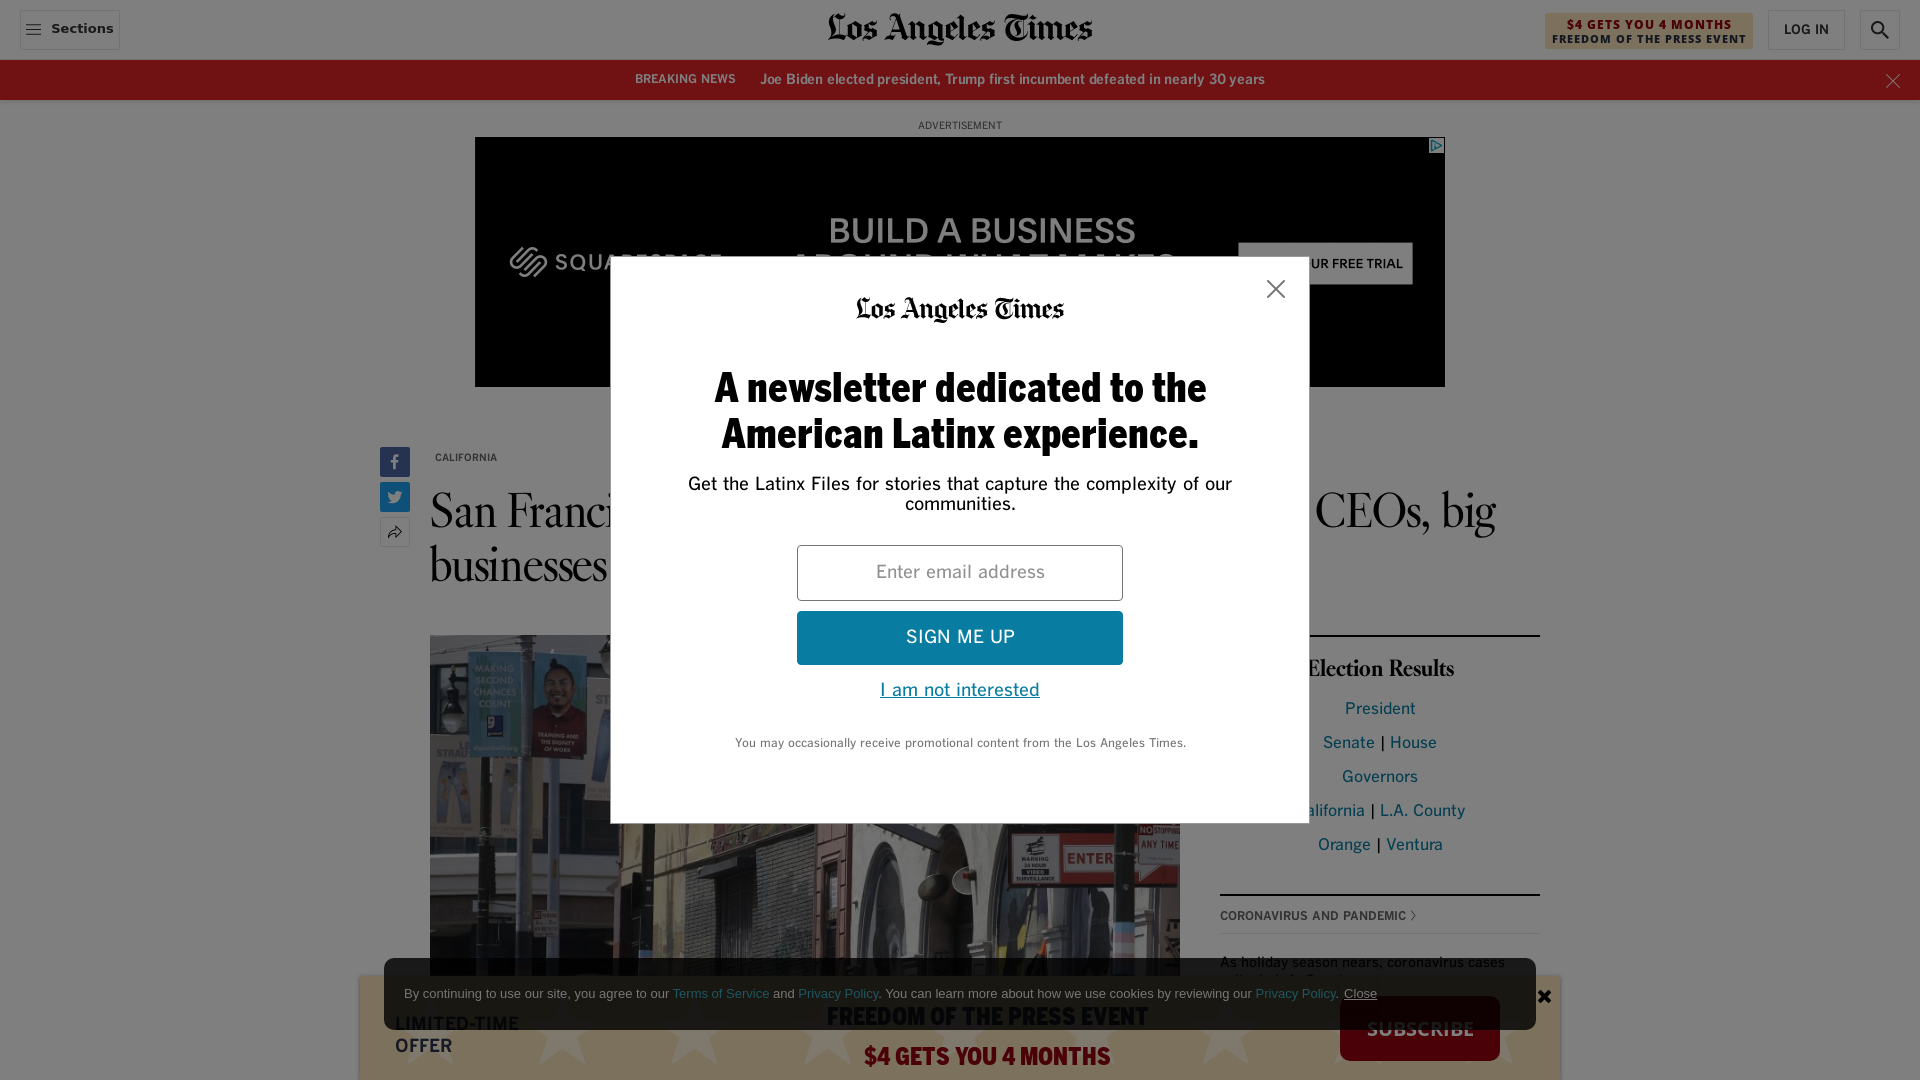 Sections
Los Angeles Times
$4 GETS YOU 4 MONTHS
FREEDOM OF THE PRESS EVENT
LOG IN
BREAKING NEWS
Joe Biden elected president, Trump first incumbent defeated in nearly 30 years
ADVERTISEMENT
BUILD A BUSINESS
UR FREE TRIAL
Los Angeles Times
A newsletter dedicated to the
American Latinx experience.
Get the Latinx Files for stories that capture the complexity of our
communities.
Enter email address
SIGN ME UP
I am not interested
You may occasionally receive promotional content from the Los Angeles Times.
CALIFORNIA
San Franci
CEOs, big
businesses
MAKING
SECOND
CHANCES
COUNT
TRAINING AND
THE DIGNITY
OF WORK
NO STOPPING
ANY TIME
WARNING
24 HOUR
VIDEO
SURVEILLANCE
ENTER
Election Results
President
Senate | House
Governors
alifornia | L.A. County
Orange | Ventura
CORONAVIRUS AND PANDEMIC
As holiday season nears, coronavirus cases
By continuing to use our site, you agree to our Terms of Service and Privacy Policy. You can learn more about how we use cookies by reviewing our Privacy Policy. Close
LIMITED-TIME
OFFER
FREEDOM OF THE PRESS EVENT
$4 GETS YOU 4 MONTHS
SUBSCRIBE